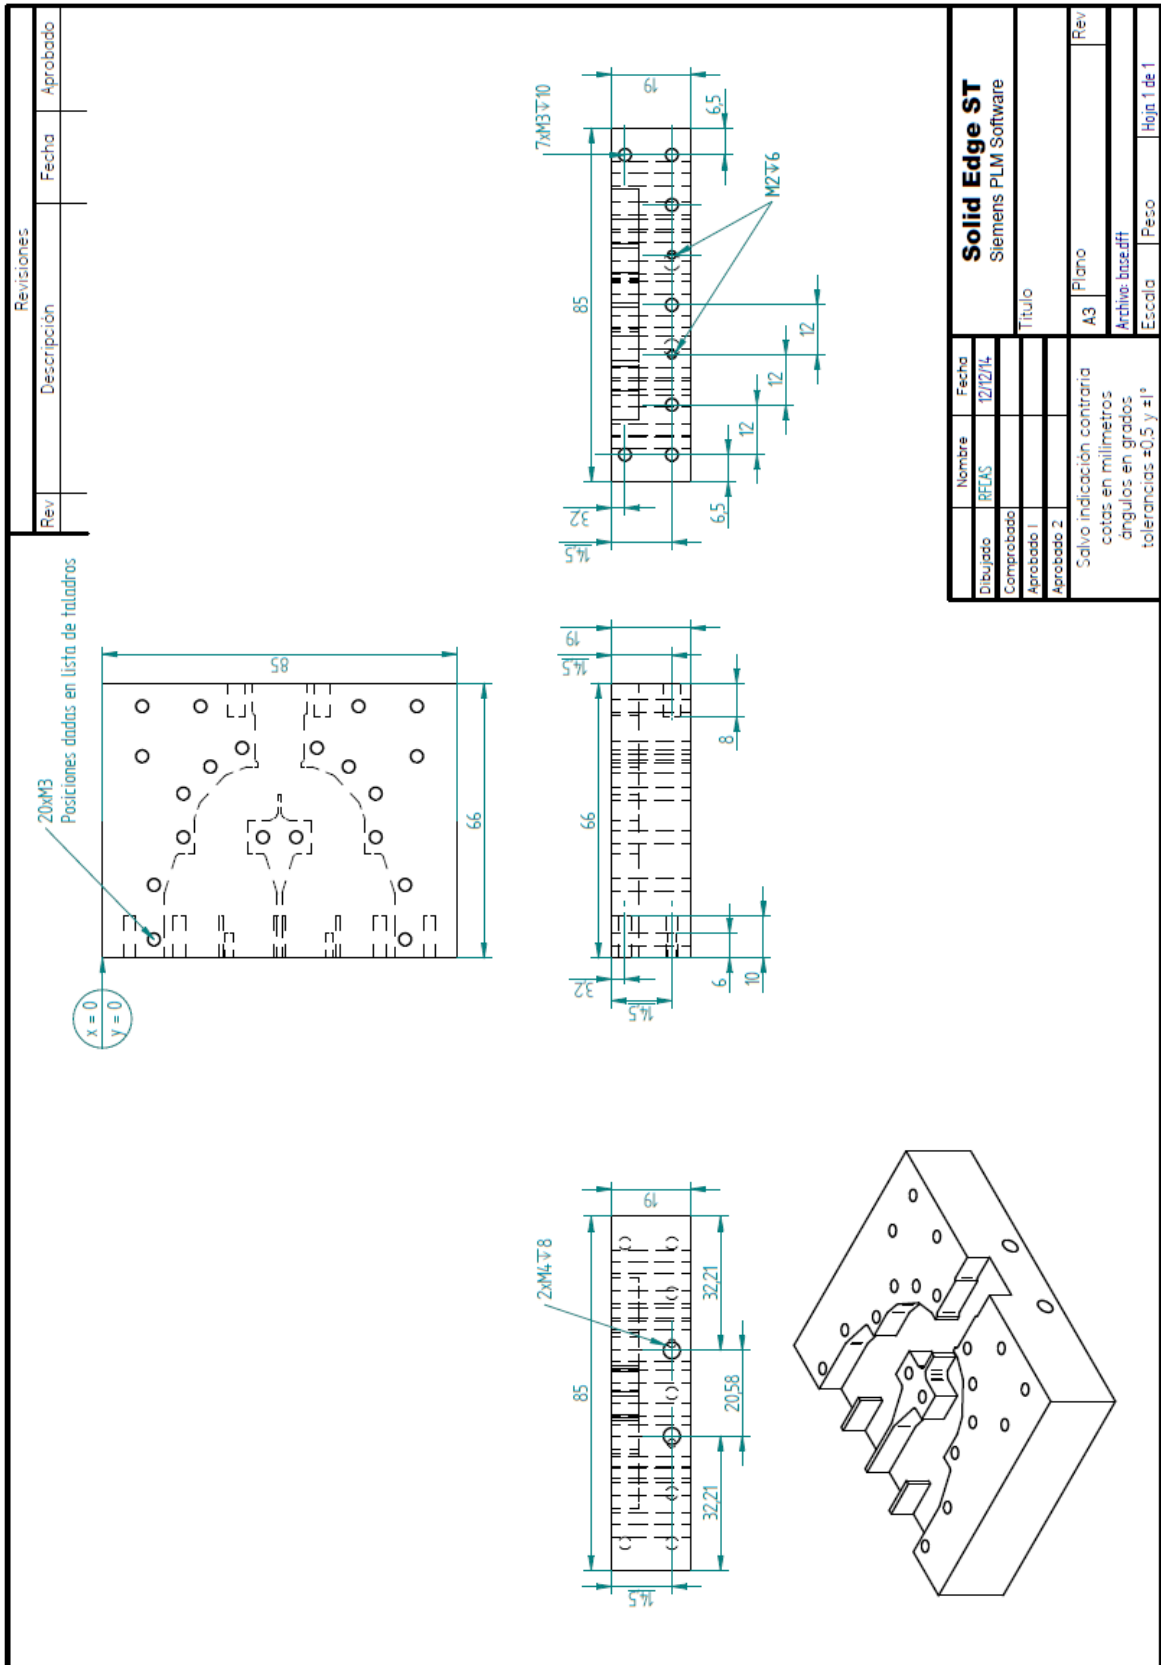 Revisiones
Rev Descripción Fecha Aprobado
20xM3
Posiciones dadas en lista de taladros
x = 0
y = 0
85
66
7xM3↧10
85
19
6,5
M2↧6
12
12
12
6,5
3,2
14,5
66
19
14,5
8
3,2
14,5
6
10
2xM4↧8
85
19
32,21
20,58
32,21
14,5
Nombre Fecha
Dibujado RFCAS 12/12/14
Comprobado
Aprobado 1
Aprobado 2
Salvo indicación contraria
cotas en milímetros
ángulos en grados
tolerancias ±0,5 y ±1°
Solid Edge ST
Siemens PLM Software
Título
A3 Plano Rev
Archivo: base.dft
Escala Peso Hoja 1 de 1